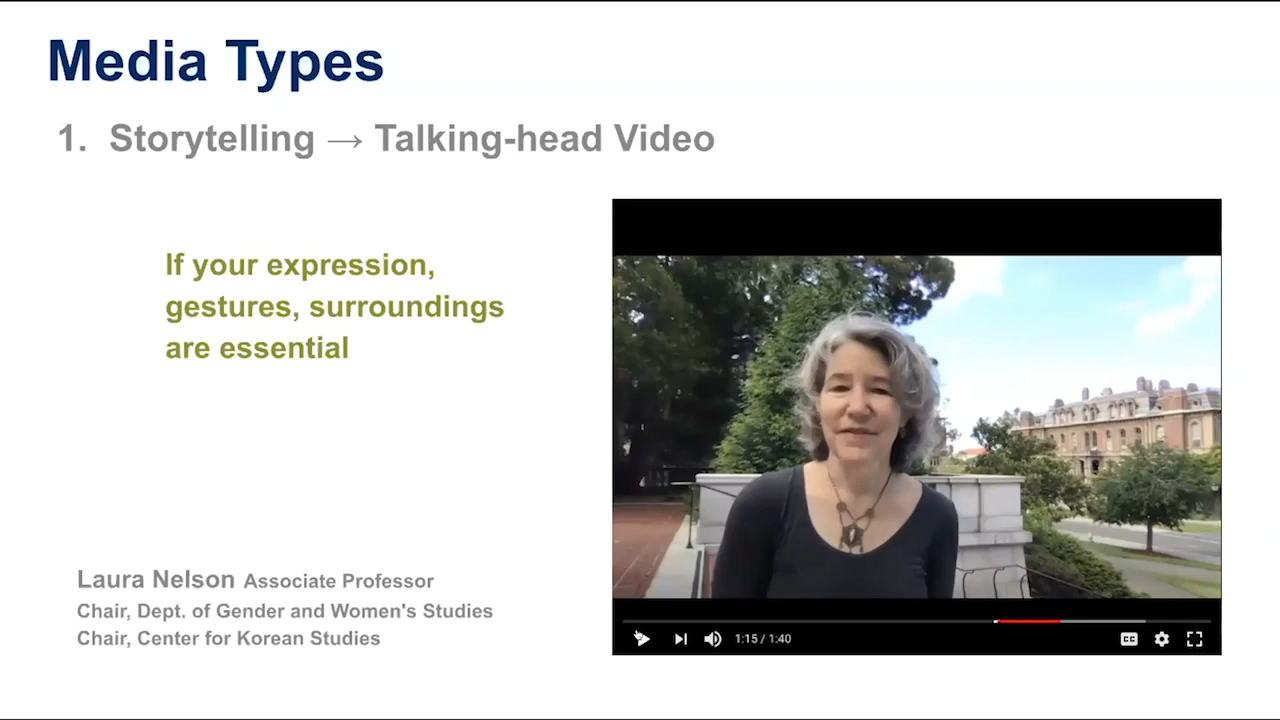 Media Types
1. Storytelling → Talking-head Video
If your expression,
gestures, surroundings
are essential
Laura Nelson Associate Professor
Chair, Dept. of Gender and Women's Studies
Chair, Center for Korean Studies
1:15 / 1:40
CC